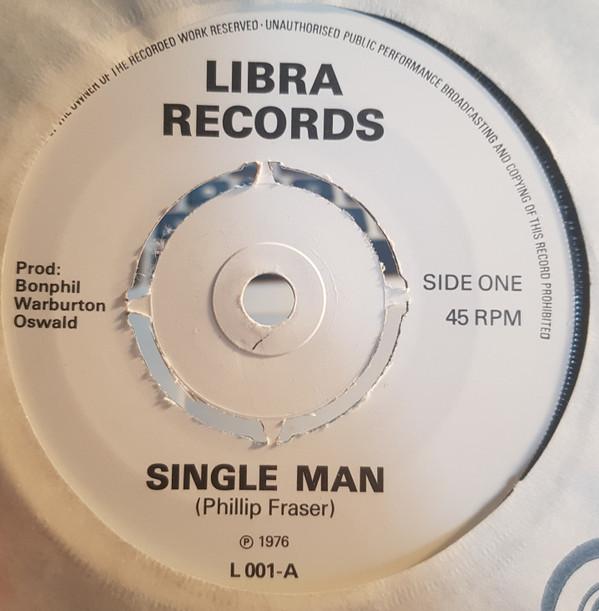 OWNER OF THE RECORDED WORK RESERVED · UNAUTHORISED PUBLIC PERFORMANCE BROADCASTING AND COPYING OF THIS RECORD PROHIBITED
LIBRA
RECORDS
Prod:
Bonphil
Warburton
Oswald
SIDE ONE
45 RPM
SINGLE MAN
(Phillip Fraser)
℗ 1976
L 001-A